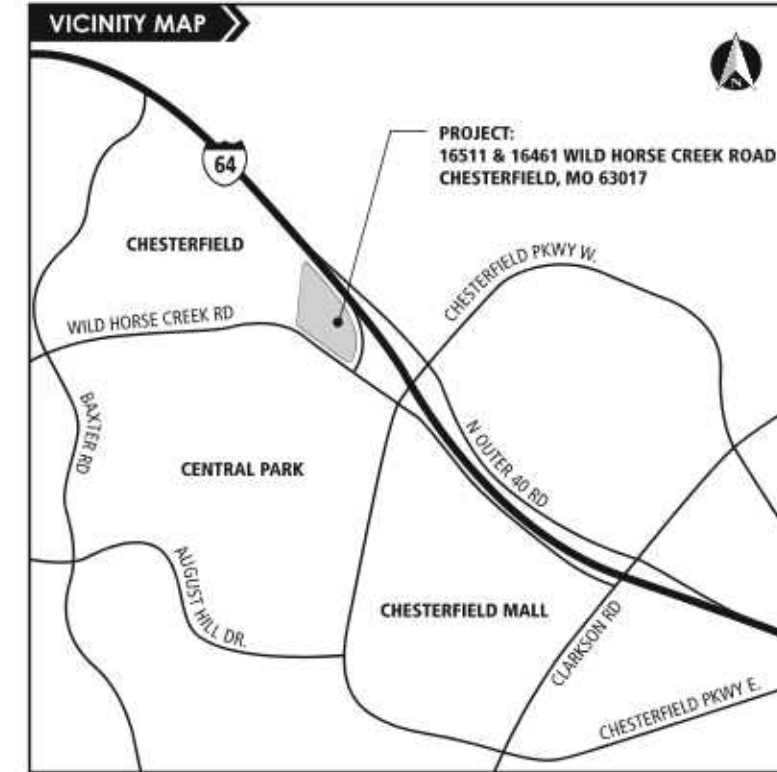 VICINITY MAP
N
PROJECT:
16511 & 16461 WILD HORSE CREEK ROAD
CHESTERFIELD, MO 63017
64
CHESTERFIELD
CHESTERFIELD PKWY W.
WILD HORSE CREEK RD
BAXTER RD
N OUTER 40 RD
CENTRAL PARK
AUGUST HILL DR.
CHESTERFIELD MALL
CLARKSON RD
CHESTERFIELD PKWY E.